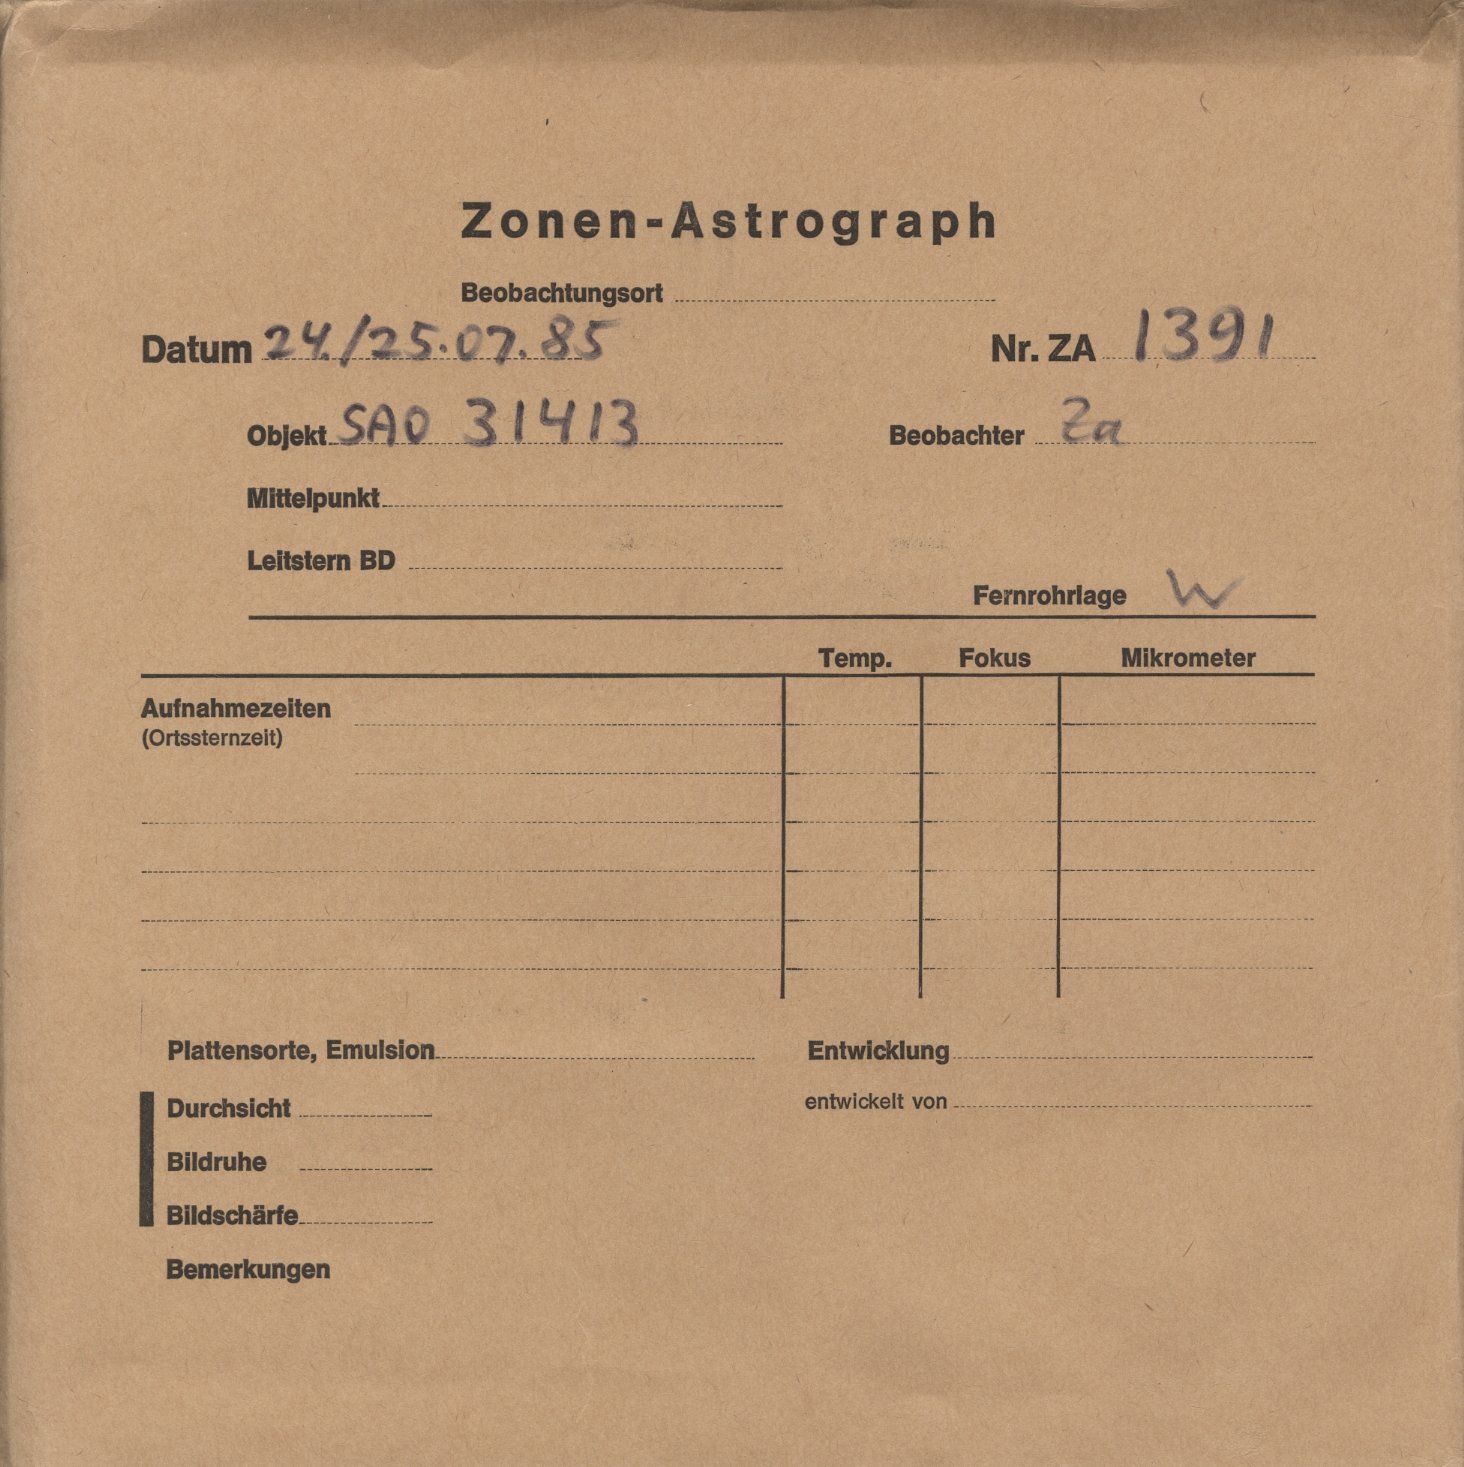 Zonen-Astrograph
Beobachtungsort
Datum 24./25.07.85 Nr. ZA 1391
Objekt SAO 31413 Beobachter Za
Mittelpunkt
Leitstern BD
Fernrohrlage W
Temp. Fokus Mikrometer
Aufnahmezeiten
(Ortssternzeit)
Plattensorte, Emulsion Entwicklung
Durchsicht entwickelt von
Bildruhe
Bildschärfe
Bemerkungen